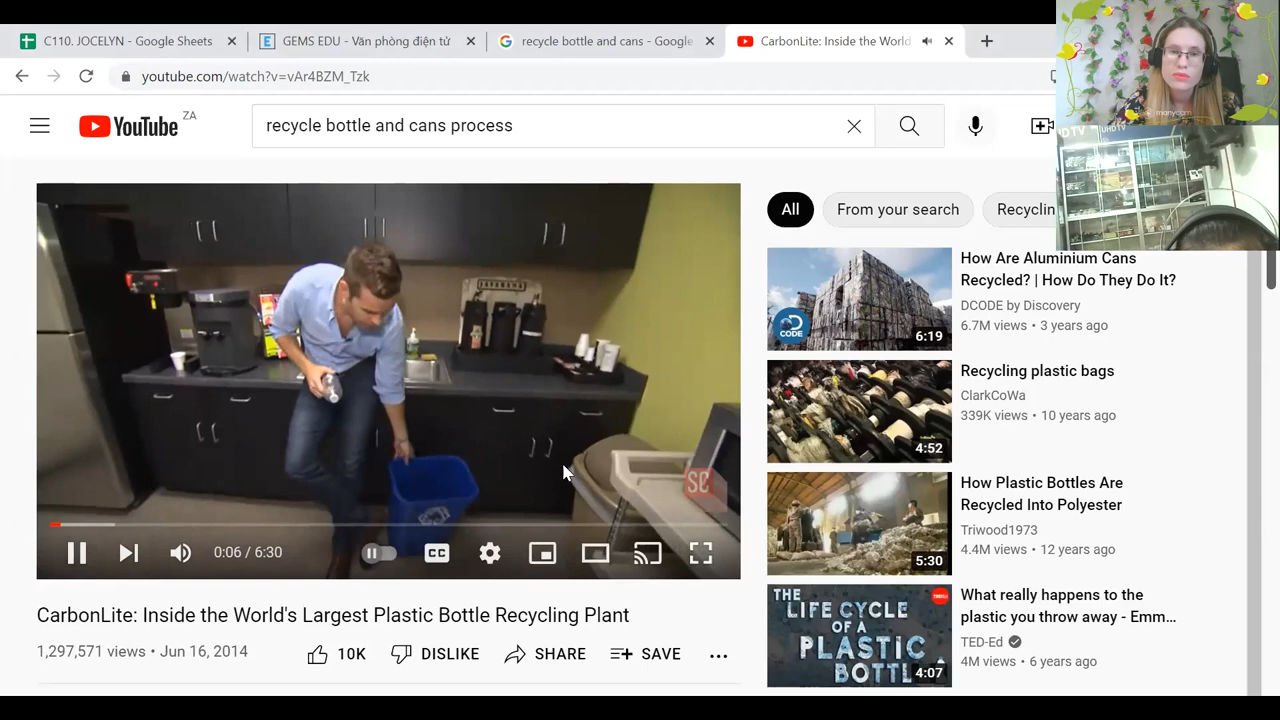 C110. JOCELYN - Google Sheets
GEMS EDU - Văn phòng điện tử
recycle bottle and cans - Google
CarbonLite: Inside the World
youtube.com/watch?v=vAr4BZM_Tzk
YouTube ZA
recycle bottle and cans process
manycam
UHDTV
All
From your search
Recyclin
SC
0:06 / 6:30
CC
CarbonLite: Inside the World's Largest Plastic Bottle Recycling Plant
1,297,571 views • Jun 16, 2014
10K
DISLIKE
SHARE
SAVE
CODE
6:19
How Are Aluminium Cans
Recycled? | How Do They Do It?
DCODE by Discovery
6.7M views • 3 years ago
4:52
Recycling plastic bags
ClarkCoWa
339K views • 10 years ago
5:30
How Plastic Bottles Are
Recycled Into Polyester
Triwood1973
4.4M views • 12 years ago
THE
LIFE CYCLE
OF A
PLASTIC
BOTTL
4:07
What really happens to the
plastic you throw away - Emm...
TED-Ed
4M views • 6 years ago